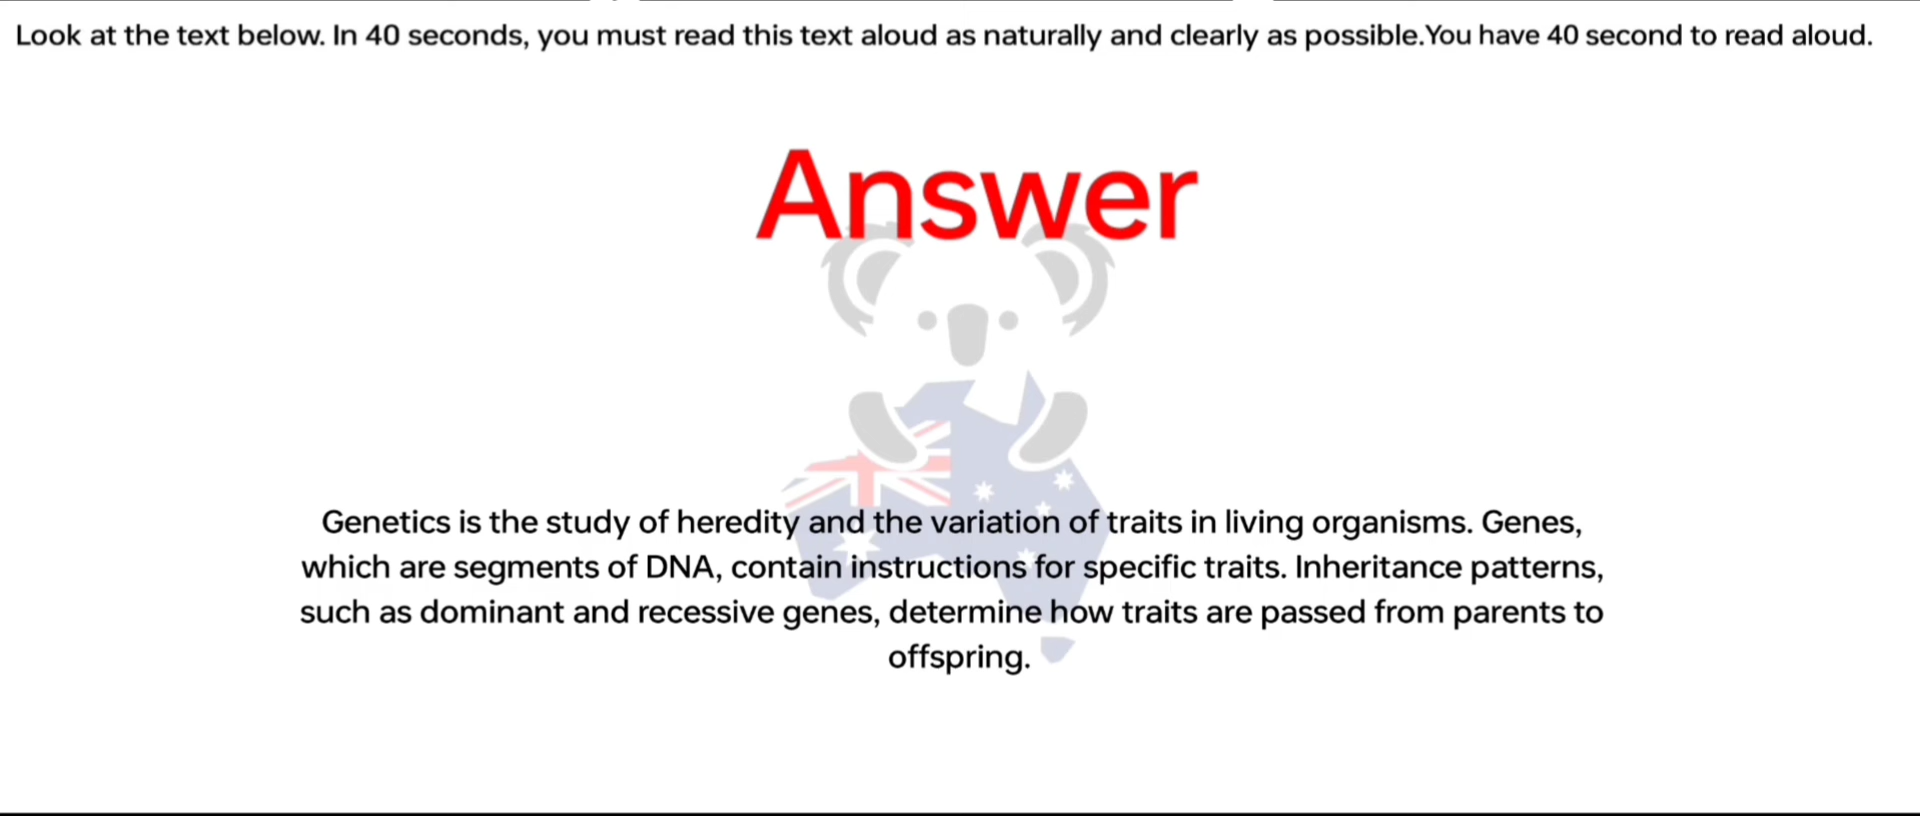 Look at the text below. In 40 seconds, you must read this text aloud as naturally and clearly as possible.You have 40 second to read aloud.
Answer
Genetics is the study of heredity and the variation of traits in living organisms. Genes,
which are segments of DNA, contain instructions for specific traits. Inheritance patterns,
such as dominant and recessive genes, determine how traits are passed from parents to
offspring.